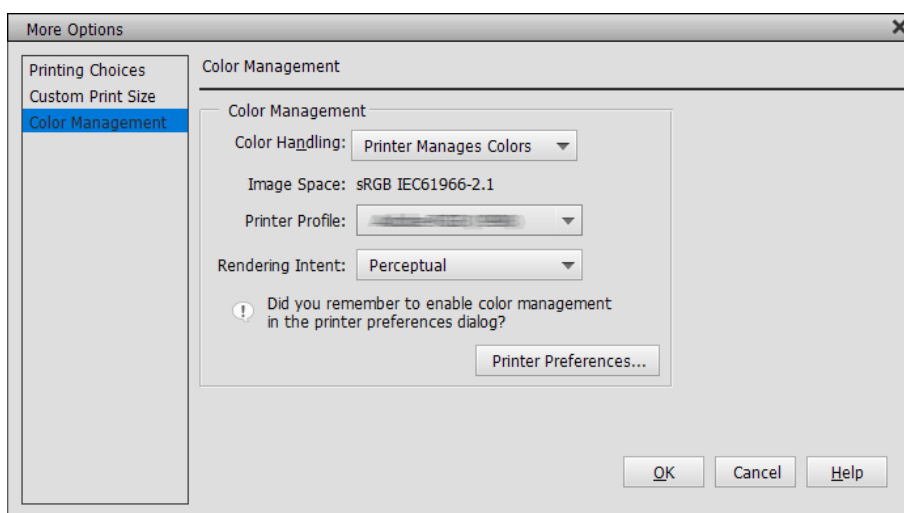 More Options
Printing Choices
Custom Print Size
Color Management
Color Management
Color Management
Color Handling: Printer Manages Colors
Image Space: sRGB IEC61966-2.1
Printer Profile:
Rendering Intent: Perceptual
Did you remember to enable color management
in the printer preferences dialog?
Printer Preferences...
OK Cancel Help